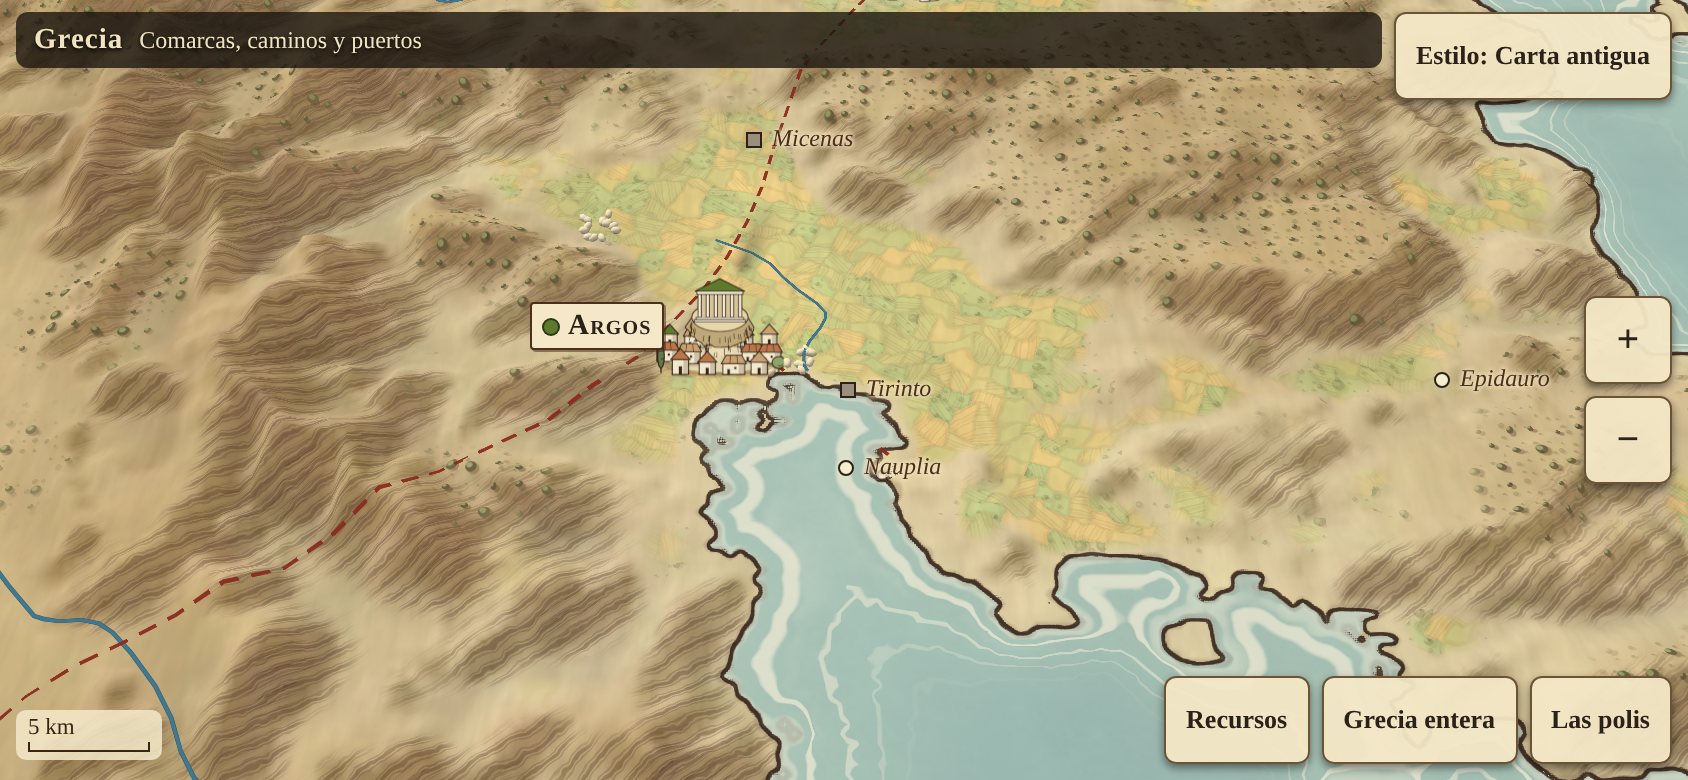 Grecia Comarcas, caminos y puertos
Estilo: Carta antigua
Micenas
Argos
+
Epidauro
Tirinto
−
Nauplia
5 km
Recursos
Grecia entera
Las polis